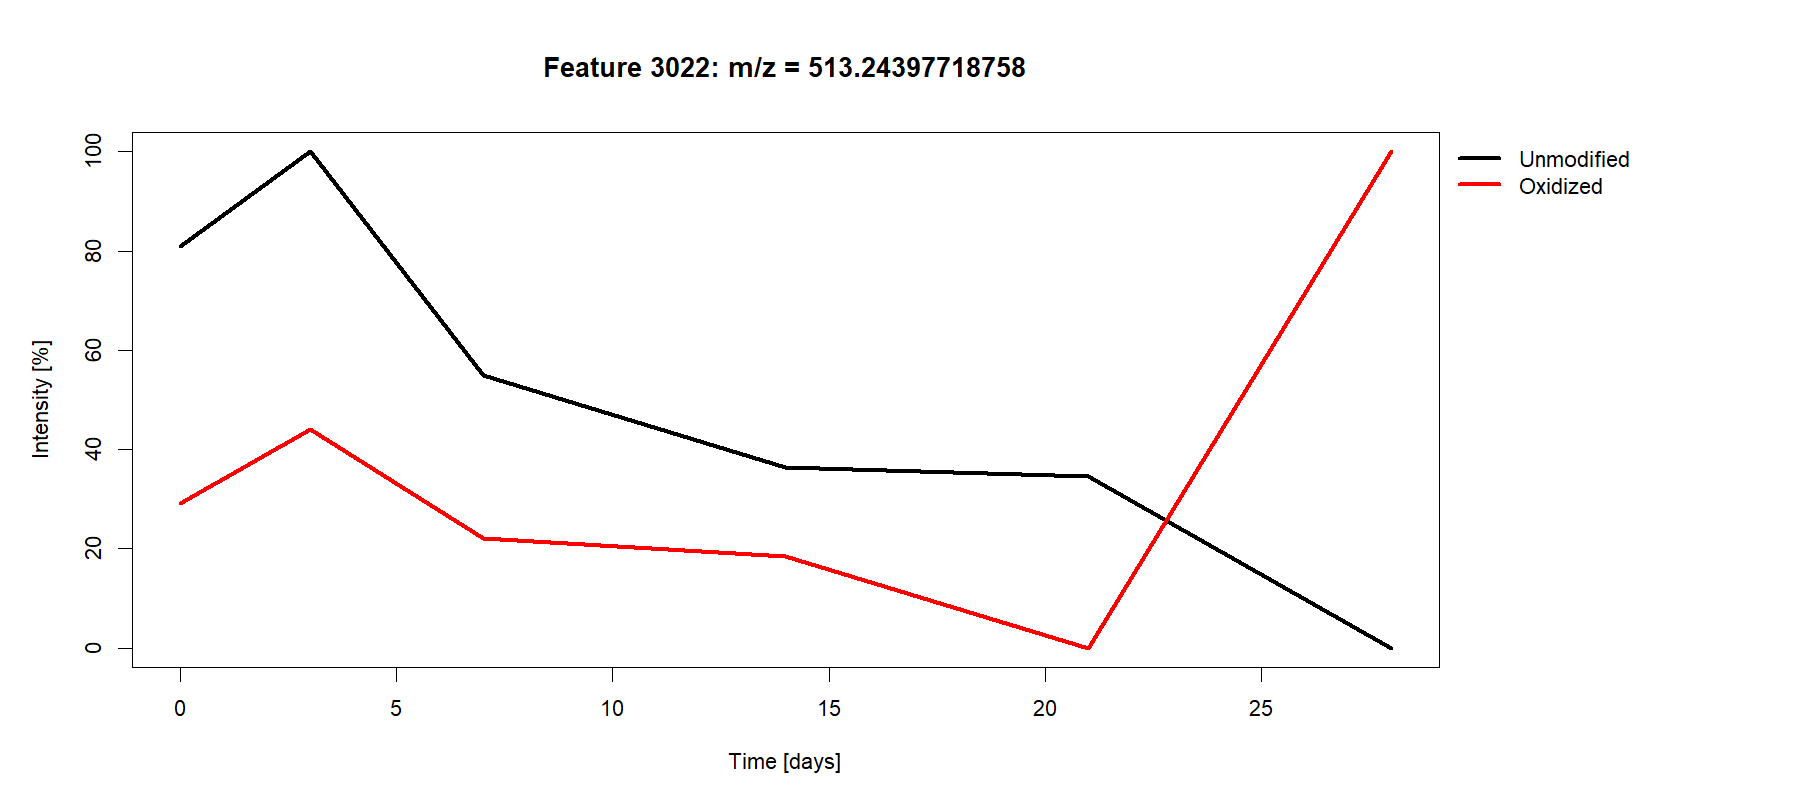 Feature 3022: m/z = 513.24397718758
Unmodified
Oxidized
Intensity [%]
100
80
60
40
20
0
0 5 10 15 20 25
Time [days]